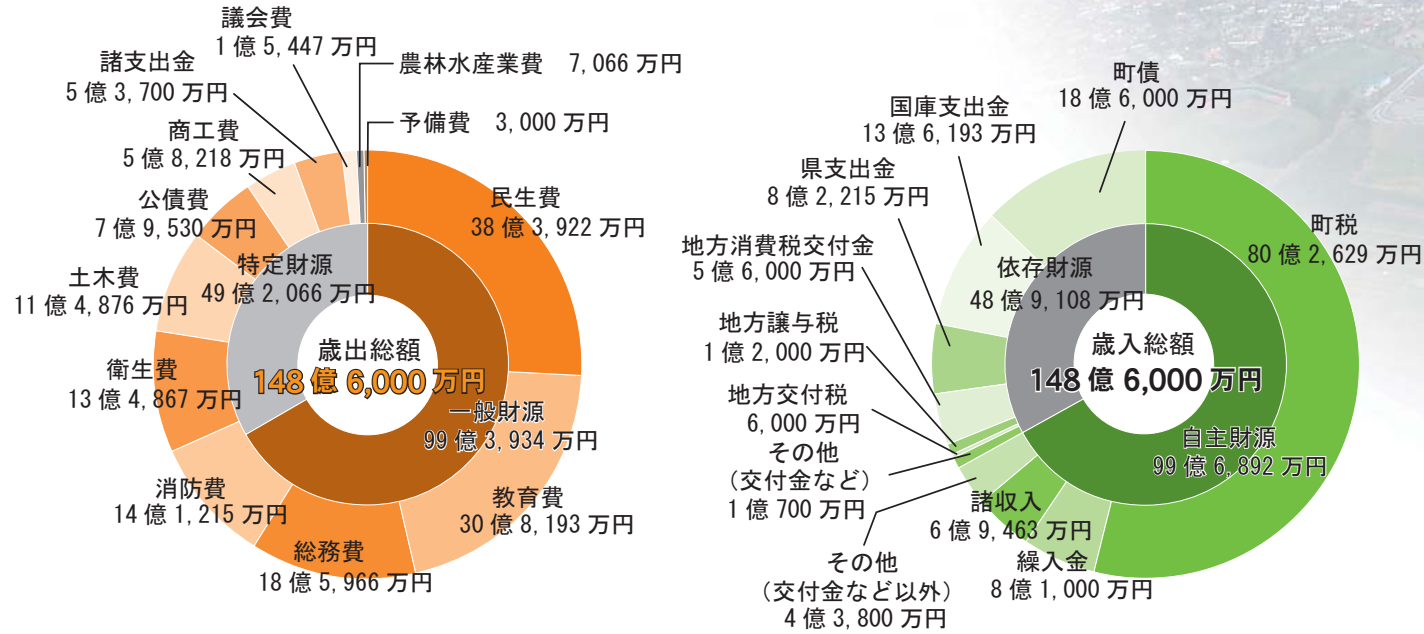 議会費
1億5,447万円
諸支出金
5億3,700万円
商工費
5億8,218万円
公債費
7億9,530万円
土木費
11億4,876万円
衛生費
13億4,867万円
消防費
14億1,215万円
総務費
18億5,966万円
教育費
30億8,193万円
民生費
38億3,922万円
農林水産業費 7,066万円
予備費 3,000万円
特定財源
49億2,066万円
歳出総額
148億6,000万円
一般財源
99億3,934万円
町債
18億6,000万円
国庫支出金
13億6,193万円
県支出金
8億2,215万円
地方消費税交付金
5億6,000万円
地方譲与税
1億2,000万円
地方交付税
6,000万円
その他
(交付金など)
1億700万円
その他
(交付金など以外)
4億3,800万円
諸収入
6億9,463万円
繰入金
8億1,000万円
町税
80億2,629万円
依存財源
48億9,108万円
歳入総額
148億6,000万円
自主財源
99億6,892万円